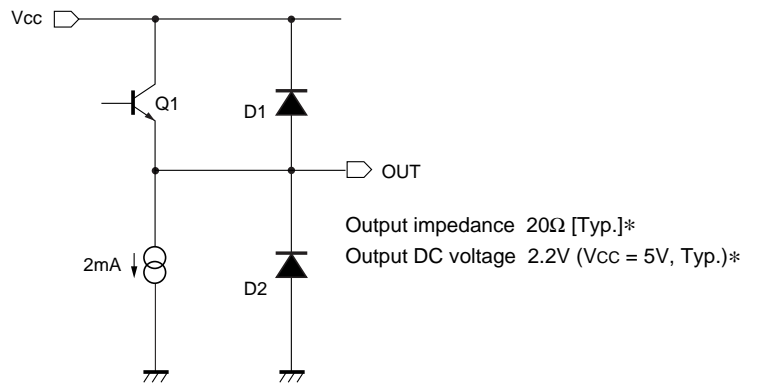 Vcc
Q1
D1
OUT
Output impedance 20Ω [Typ.]*
Output DC voltage 2.2V (VCC = 5V, Typ.)*
2mA
D2